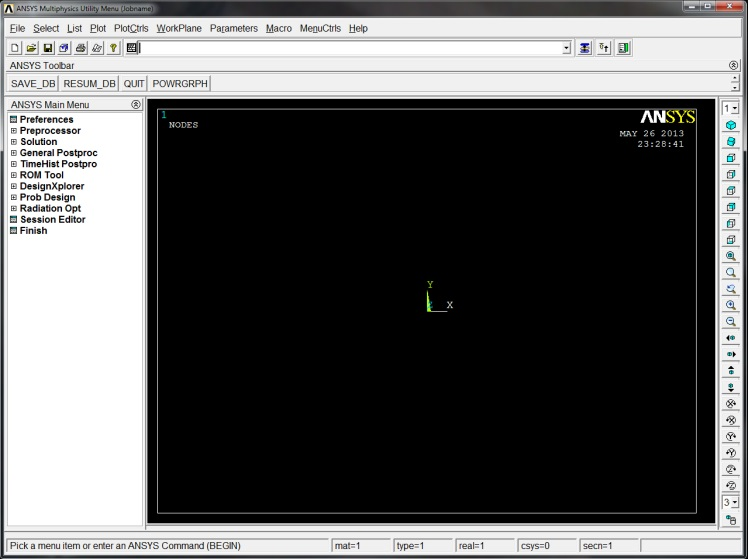 ANSYS Multiphysics Utility Menu (Jobname)
File Select List Plot PlotCtrls WorkPlane Parameters Macro MenuCtrls Help
ANSYS Toolbar
SAVE_DB RESUM_DB QUIT POWRGRPH
ANSYS Main Menu
Preferences
Preprocessor
Solution
General Postproc
TimeHist Postpro
ROM Tool
DesignXplorer
Prob Design
Radiation Opt
Session Editor
Finish
1
NODES
ANSYS
MAY 26 2013
23:28:41
Y
X
1
3
Pick a menu item or enter an ANSYS Command (BEGIN) mat=1 type=1 real=1 csys=0 secn=1